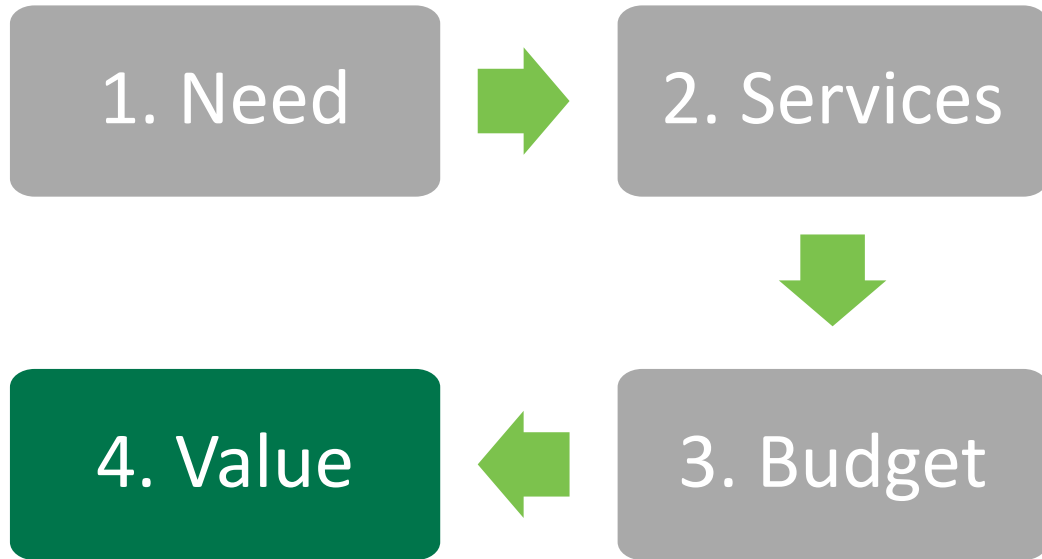 1. Need
2. Services
3. Budget
4. Value